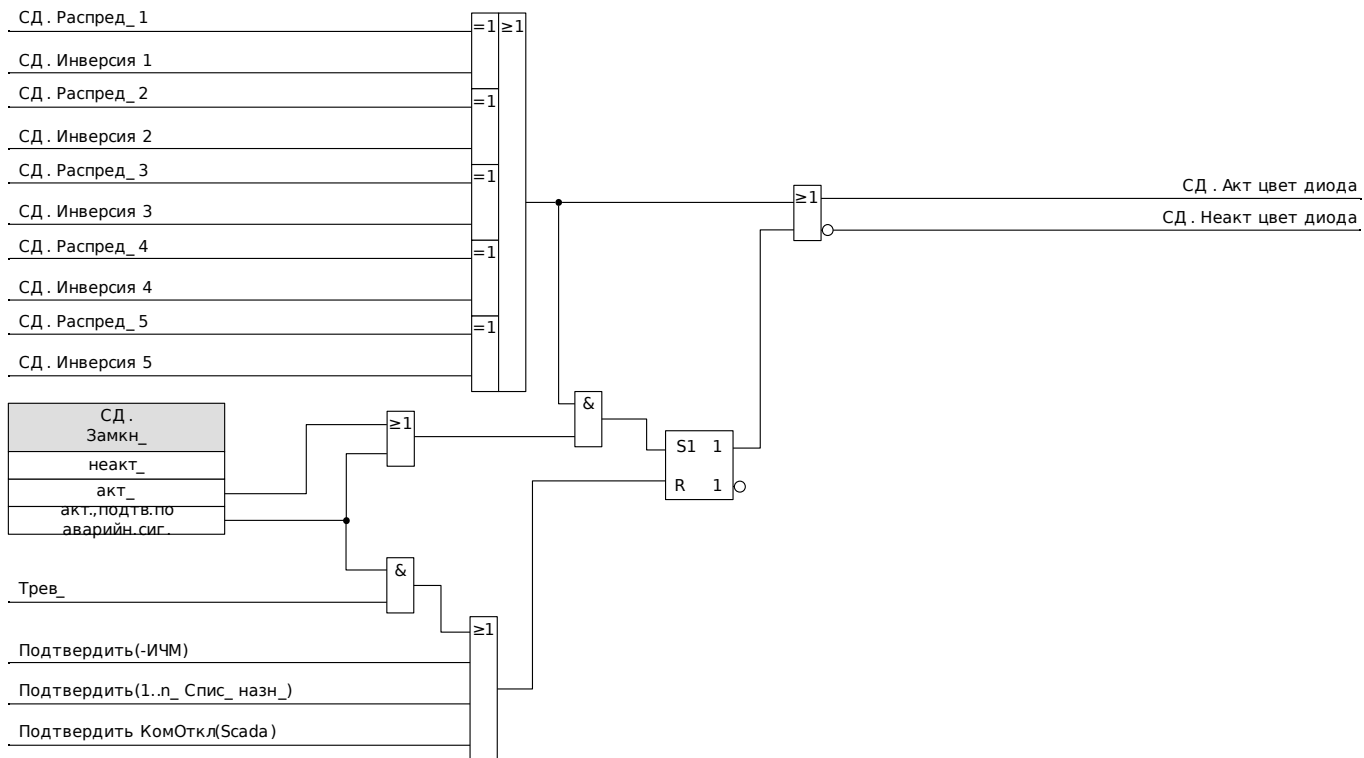 СД. Распред_ 1
=1 ≥1
СД. Инверсия 1
СД. Распред_ 2
=1
СД. Инверсия 2
СД. Распред_ 3
=1
СД. Инверсия 3
СД. Распред_ 4
=1
СД. Инверсия 4
СД. Распред_ 5
=1
СД. Инверсия 5
≥1
СД. Акт цвет диода
СД. Неакт цвет диода
СД.
Замкн_
неакт_
акт_
акт.,подтв.по
аварийн.сиг.
≥1
&
S1 1
R 1
&
Трев_
≥1
Подтвердить(-ИЧМ)
Подтвердить(1..n_ Спис_ назн_)
Подтвердить КомОткл(Scada)